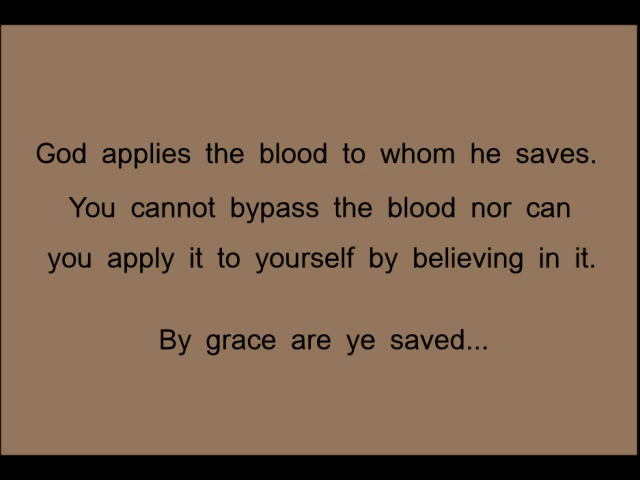 God applies the blood to whom he saves.
You cannot bypass the blood nor can
you apply it to yourself by believing in it.
By grace are ye saved...